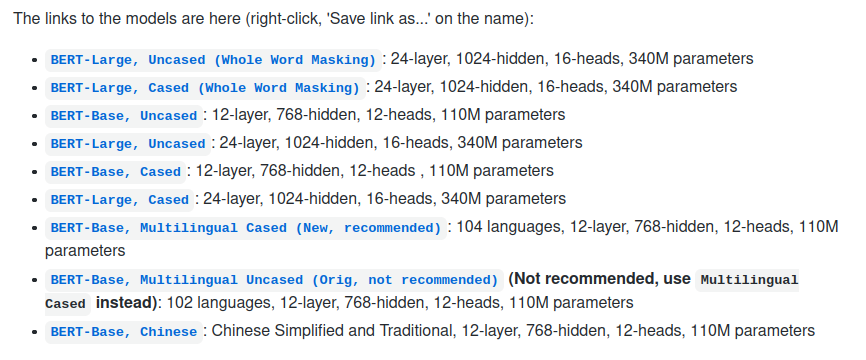 The links to the models are here (right-click, 'Save link as...' on the name):
• BERT-Large, Uncased (Whole Word Masking) : 24-layer, 1024-hidden, 16-heads, 340M parameters
• BERT-Large, Cased (Whole Word Masking) : 24-layer, 1024-hidden, 16-heads, 340M parameters
• BERT-Base, Uncased : 12-layer, 768-hidden, 12-heads, 110M parameters
• BERT-Large, Uncased : 24-layer, 1024-hidden, 16-heads, 340M parameters
• BERT-Base, Cased : 12-layer, 768-hidden, 12-heads , 110M parameters
• BERT-Large, Cased : 24-layer, 1024-hidden, 16-heads, 340M parameters
• BERT-Base, Multilingual Cased (New, recommended) : 104 languages, 12-layer, 768-hidden, 12-heads, 110M
parameters
• BERT-Base, Multilingual Uncased (Orig, not recommended) (Not recommended, use Multilingual
Cased instead): 102 languages, 12-layer, 768-hidden, 12-heads, 110M parameters
• BERT-Base, Chinese : Chinese Simplified and Traditional, 12-layer, 768-hidden, 12-heads, 110M parameters